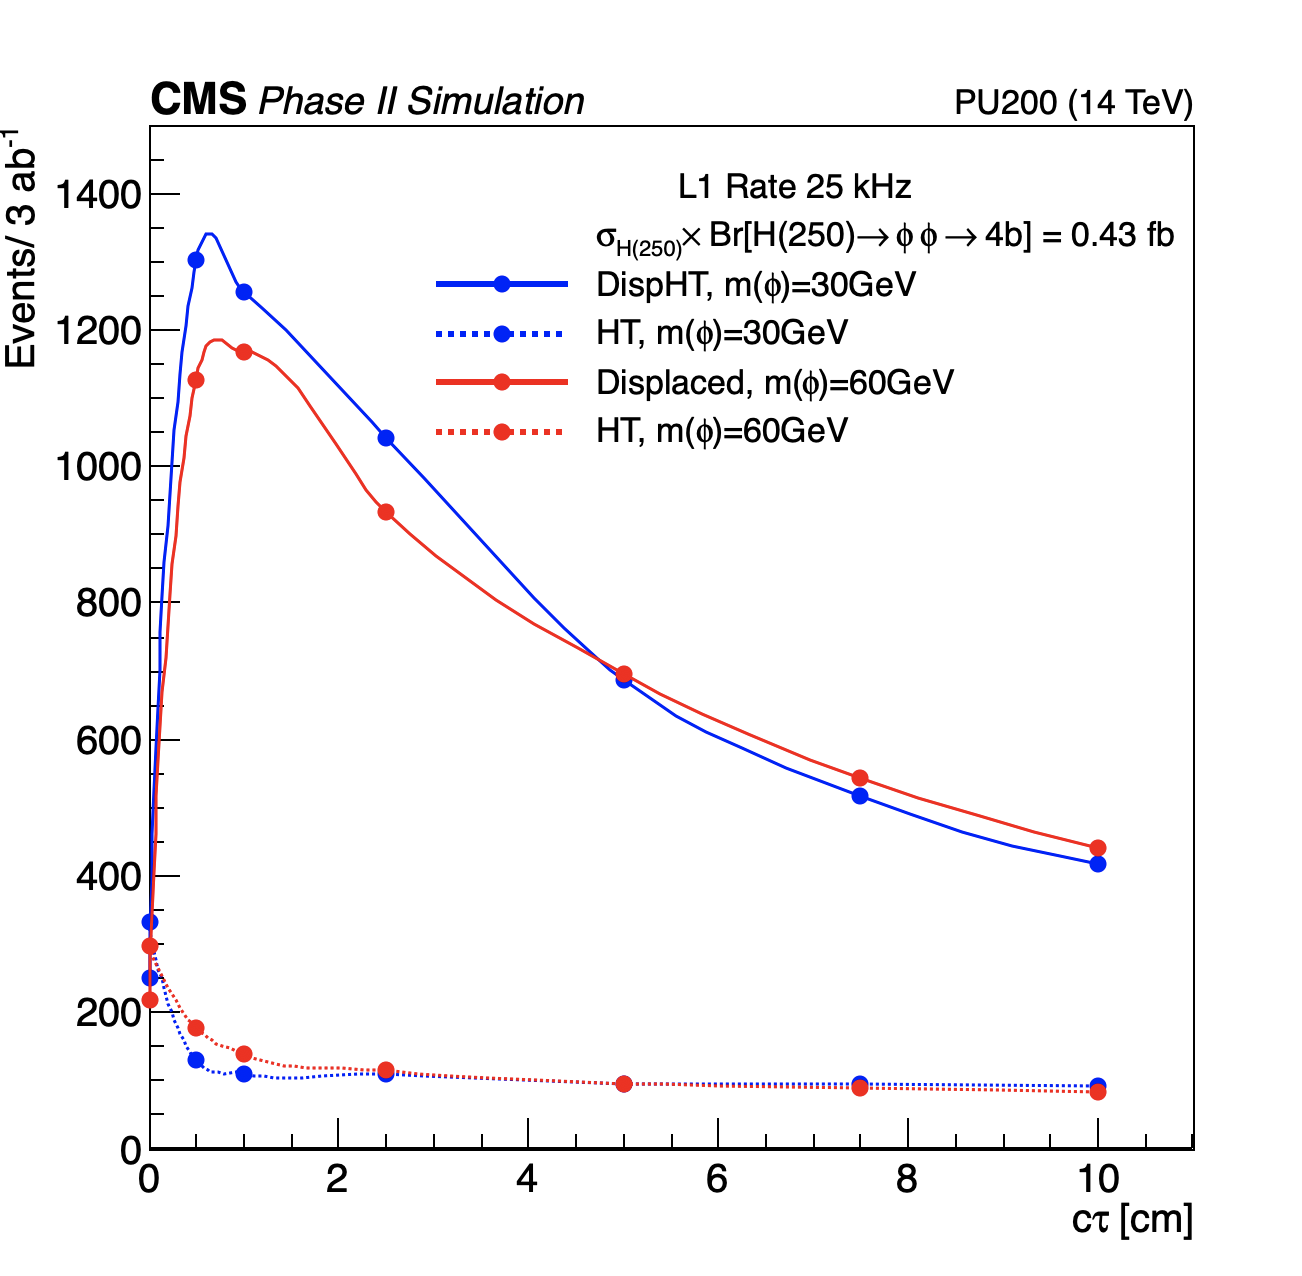 CMS Phase II Simulation
PU200 (14 TeV)
Events/ 3 ab⁻¹
L1 Rate 25 kHz
σH(250)× Br[H(250)→ ϕ ϕ → 4b] = 0.43 fb
DispHT, m(ϕ)=30GeV
HT, m(ϕ)=30GeV
Displaced, m(ϕ)=60GeV
HT, m(ϕ)=60GeV
1400
1200
1000
800
600
400
200
0
0 2 4 6 8 10
cτ [cm]